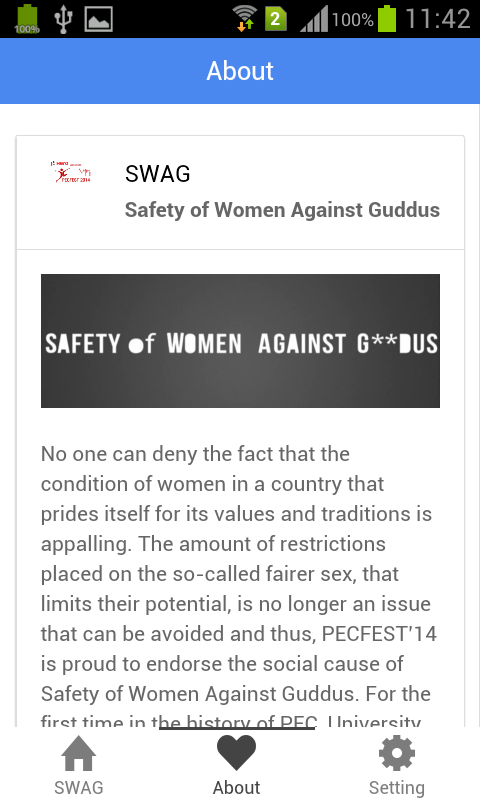 100%
2
100%
11:42
About
SWAG
Safety of Women Against Guddus
SAFETY of WOMEN AGAINST G**DUS
No one can deny the fact that the
condition of women in a country that
prides itself for its values and traditions is
appalling. The amount of restrictions
placed on the so-called fairer sex, that
limits their potential, is no longer an issue
that can be avoided and thus, PECFEST'14
is proud to endorse the social cause of
Safety of Women Against Guddus. For the
first time in the history of PEC, University
SWAG
About
Setting